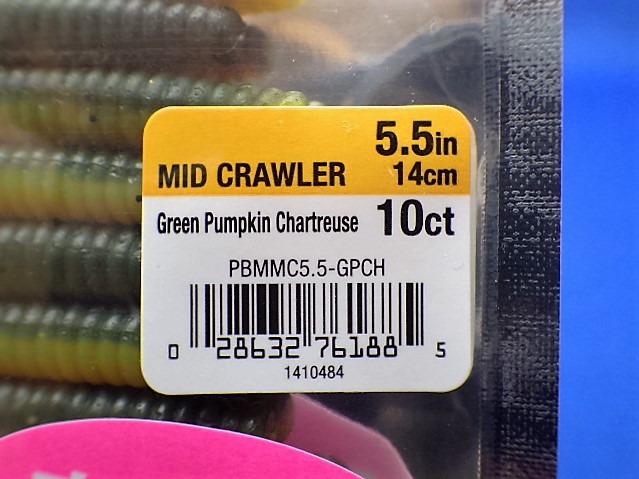 5.5in
MID CRAWLER 14cm
Green Pumpkin Chartreuse 10ct
PBMMC5.5-GPCH
0 28632 76188 5
1410484